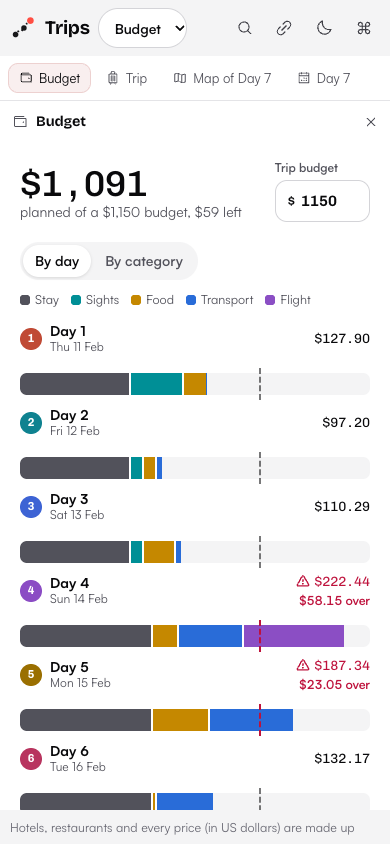 Trips
Budget
Budget
Trip
Map of Day 7
Day 7
Budget
$1,091
planned of a $1,150 budget, $59 left
Trip budget
$ 1150
By day
By category
Stay
Sights
Food
Transport
Flight
1
Day 1
Thu 11 Feb
$127.90
2
Day 2
Fri 12 Feb
$97.20
3
Day 3
Sat 13 Feb
$110.29
4
Day 4
Sun 14 Feb
$222.44
$58.15 over
5
Day 5
Mon 15 Feb
$187.34
$23.05 over
6
Day 6
Tue 16 Feb
$132.17
Hotels, restaurants and every price (in US dollars) are made up